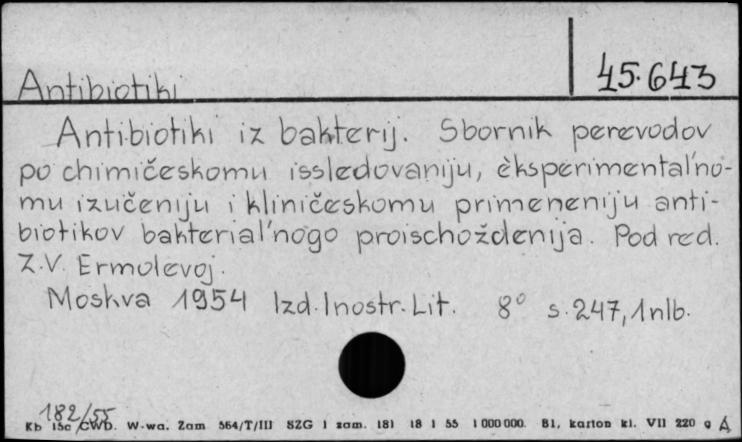 45.643
Antibiotiki
Antibiotiki iz bakterij. Sbornik perevodov
po chimičeskomu issledovaniju, èksperimental'no-
mu izučeniju i kliničeskomu primeneniju anti-
biotikov bakterial'nogo proischoždenija. Pod red.
Z.V. Ermolevoj.
Moskva 1954 Izd. Inostr. Lit. 8° s. 247, 1 nlb.
182/55
Kb 15c CWD. W-wa. Zam 564/T/III SZG 1 zam. 181 18 1 55 1 000 000. B1, karton kl. VII 220 g